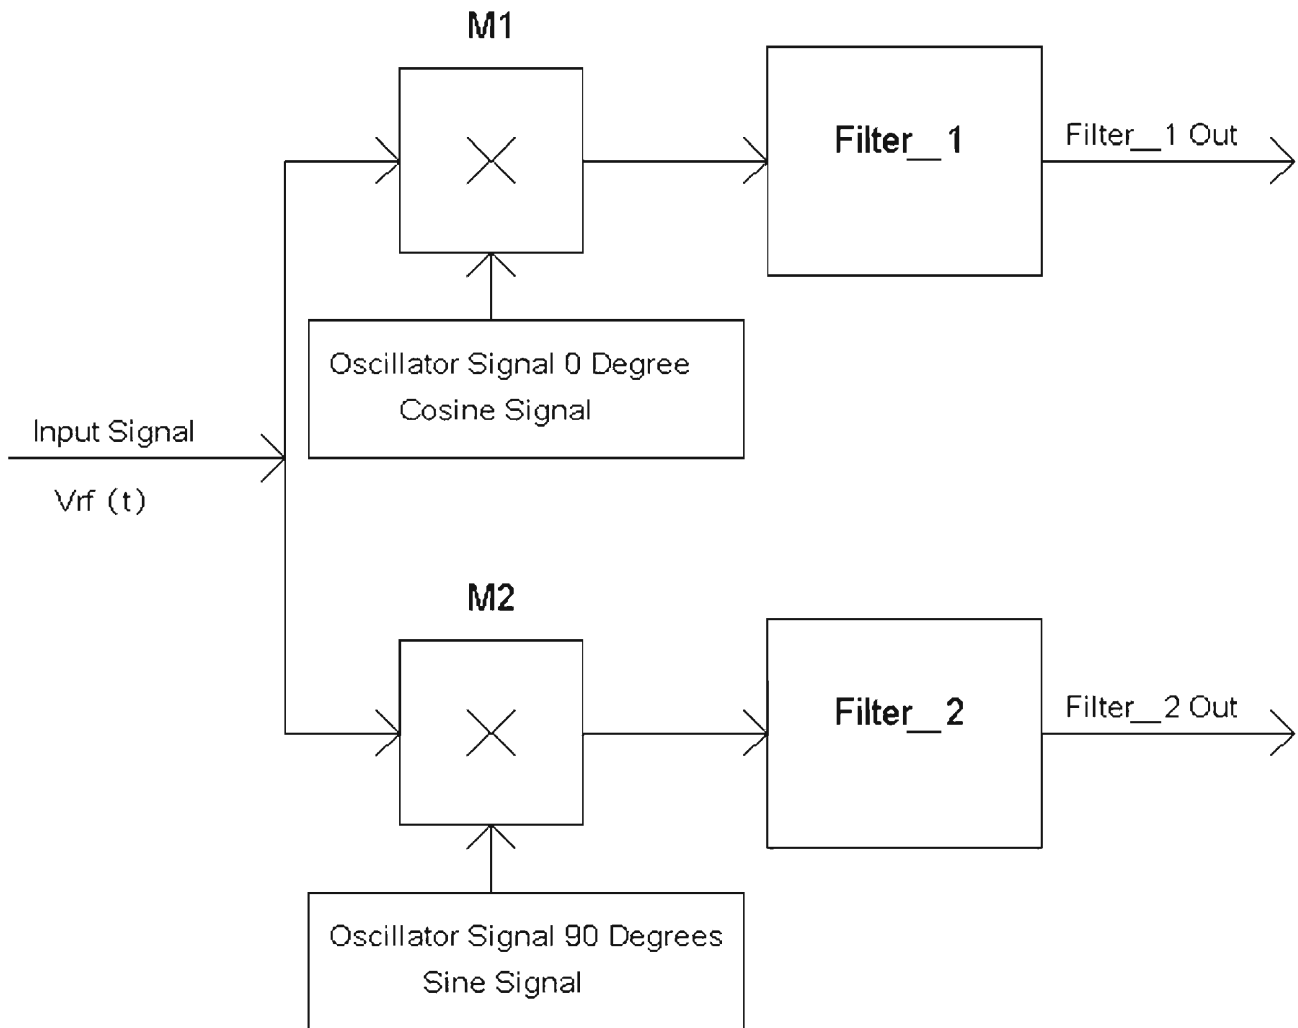 M1
Filter__1
Filter__1 Out
Oscillator Signal 0 Degree
Cosine Signal
Input Signal
Vrf (t)
M2
Filter__2
Filter__2 Out
Oscillator Signal 90 Degrees
Sine Signal